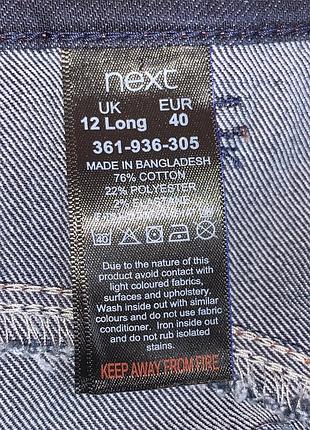 next
UK EUR
12 Long 40
361-936-305
MADE IN BANGLADESH
76% COTTON
22% POLYESTER
2%
40
Due to the nature of this
product avoid contact with
light coloured fabrics,
surfaces and upholstery.
Wash inside out with similar
colours and do not use fabric
conditioner. Iron inside out
and do not rub isolated
stains.
KEEP AWAY FROM FIRE